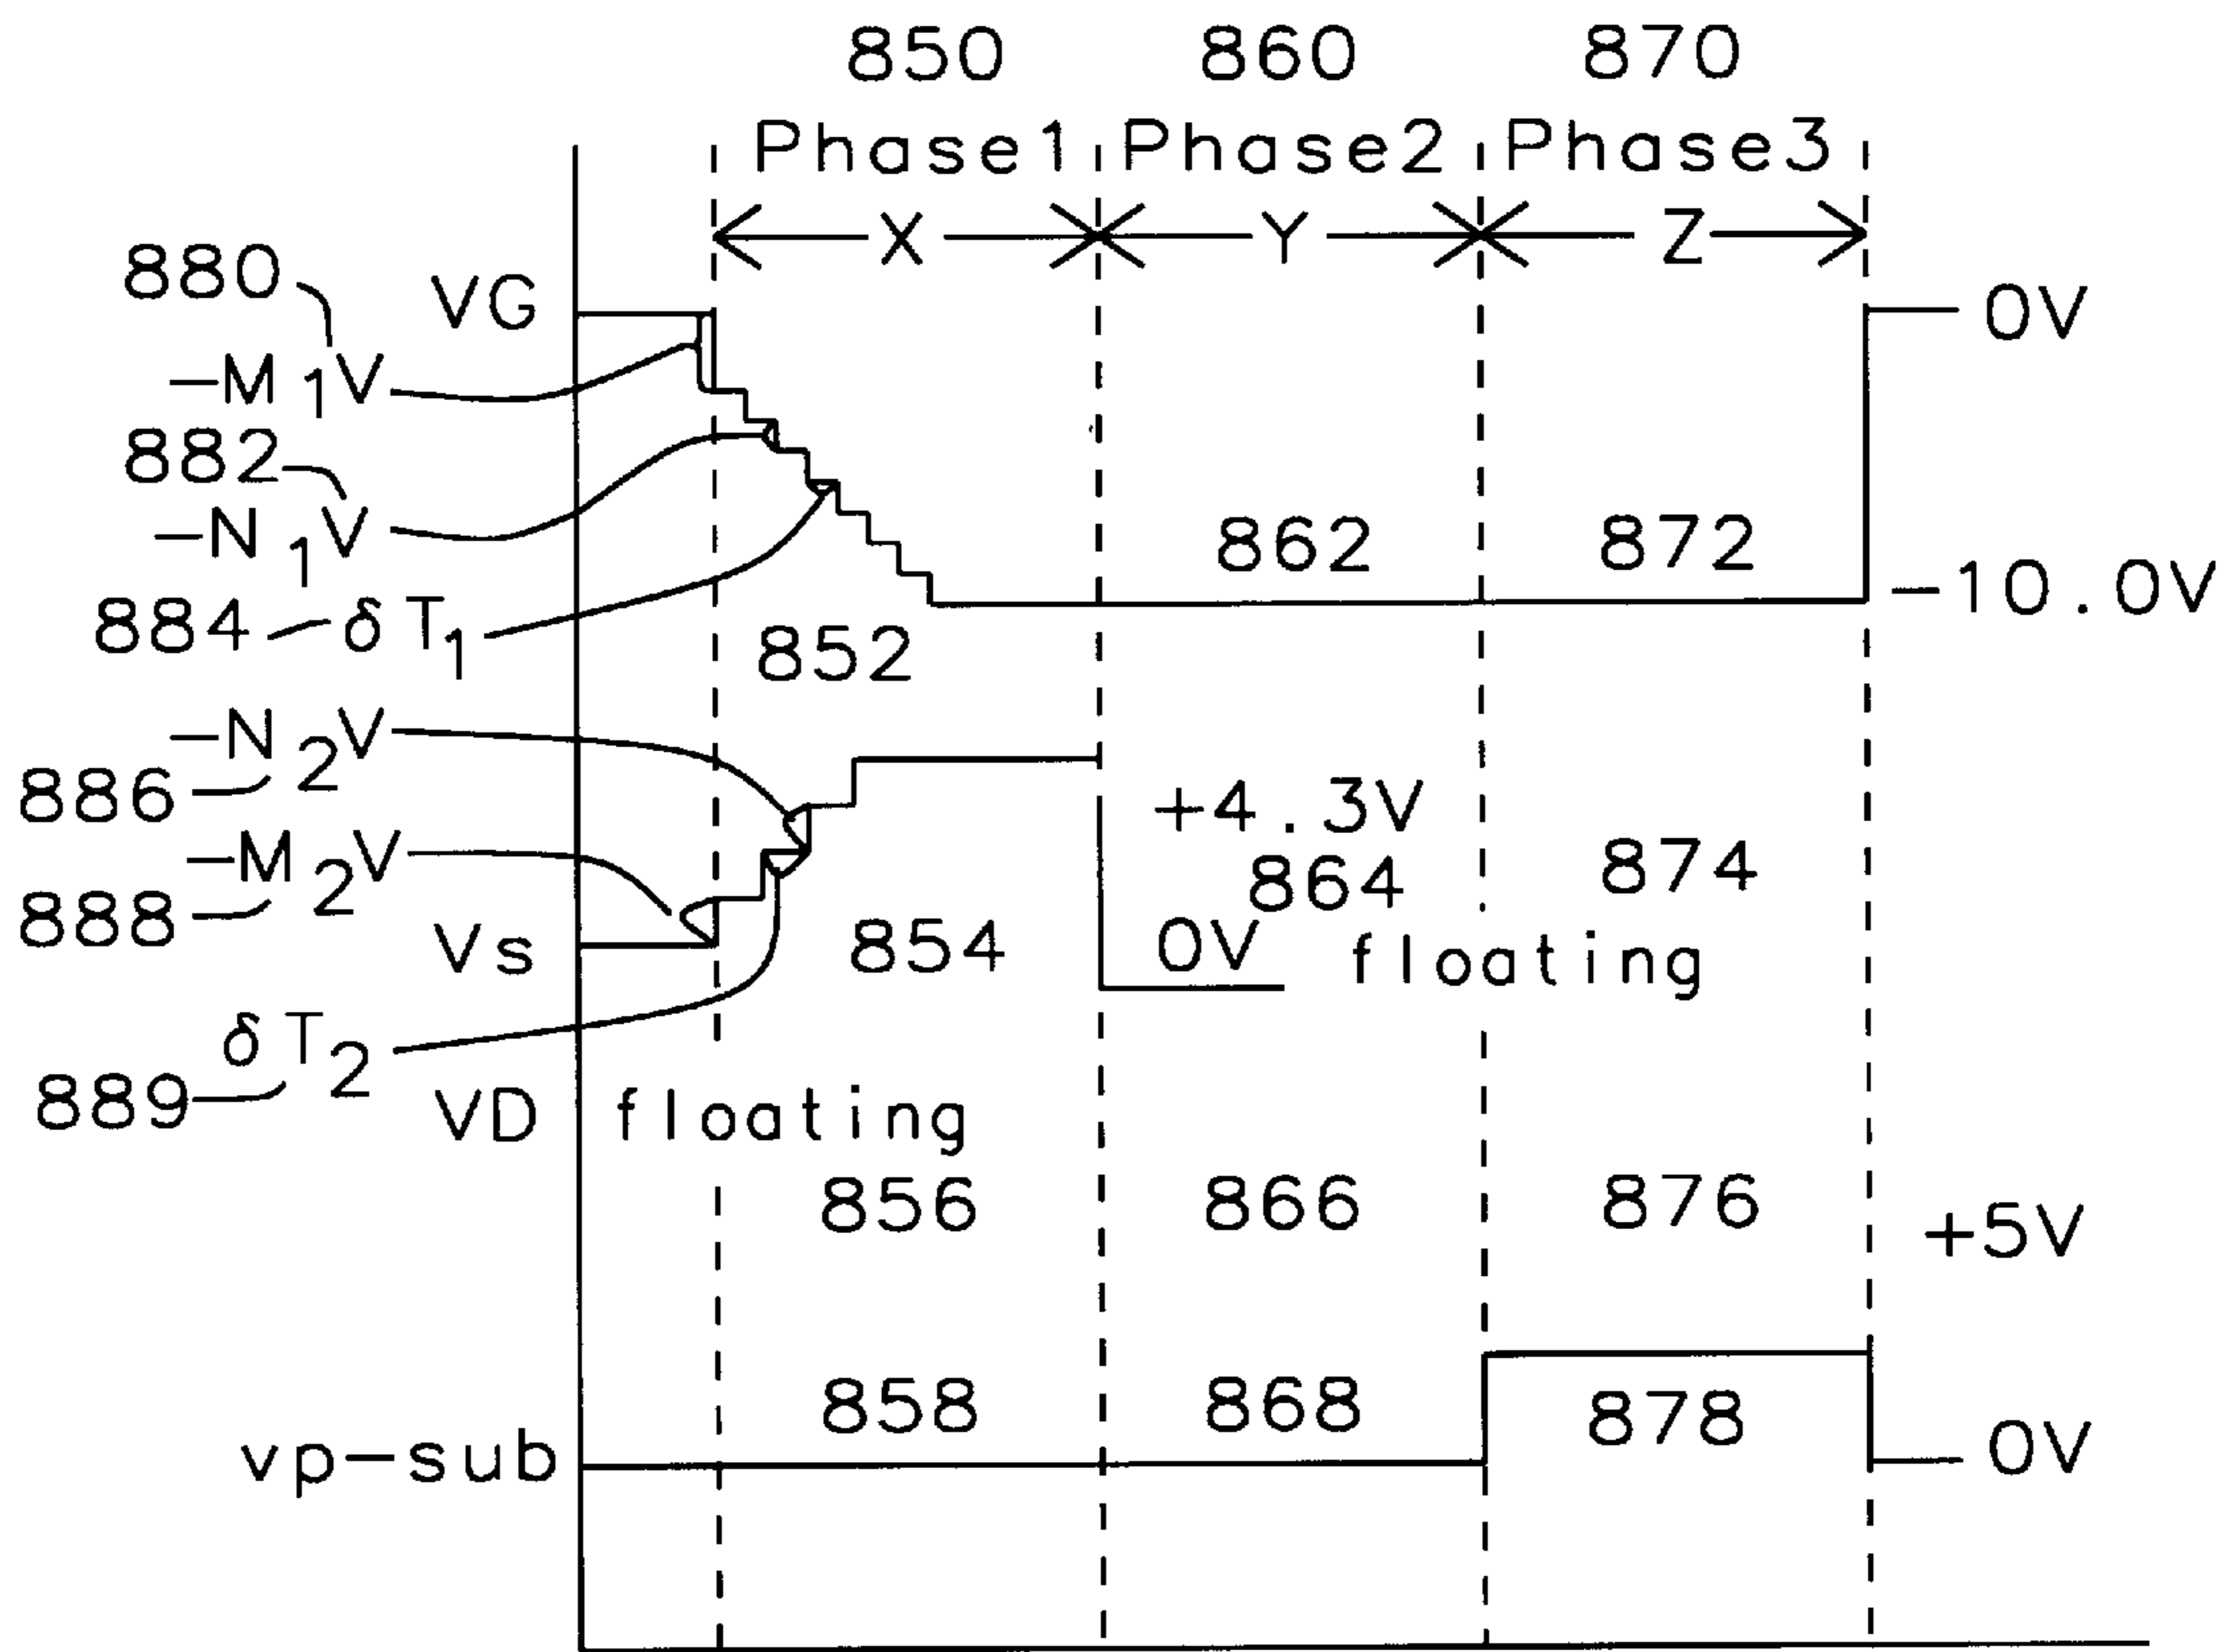 850 860 870
Phase1 Phase2 Phase3
X Y Z
880
VG 0V
-M1V
882
-N1V 862 872
-10.0V
884 δT1
852
-N2V
886 +4.3V
-M2V 864 874
888 Vs 854 0V floating
δT2
889 VD floating
856 866 876
+5V
858 868 878
vp-sub 0V